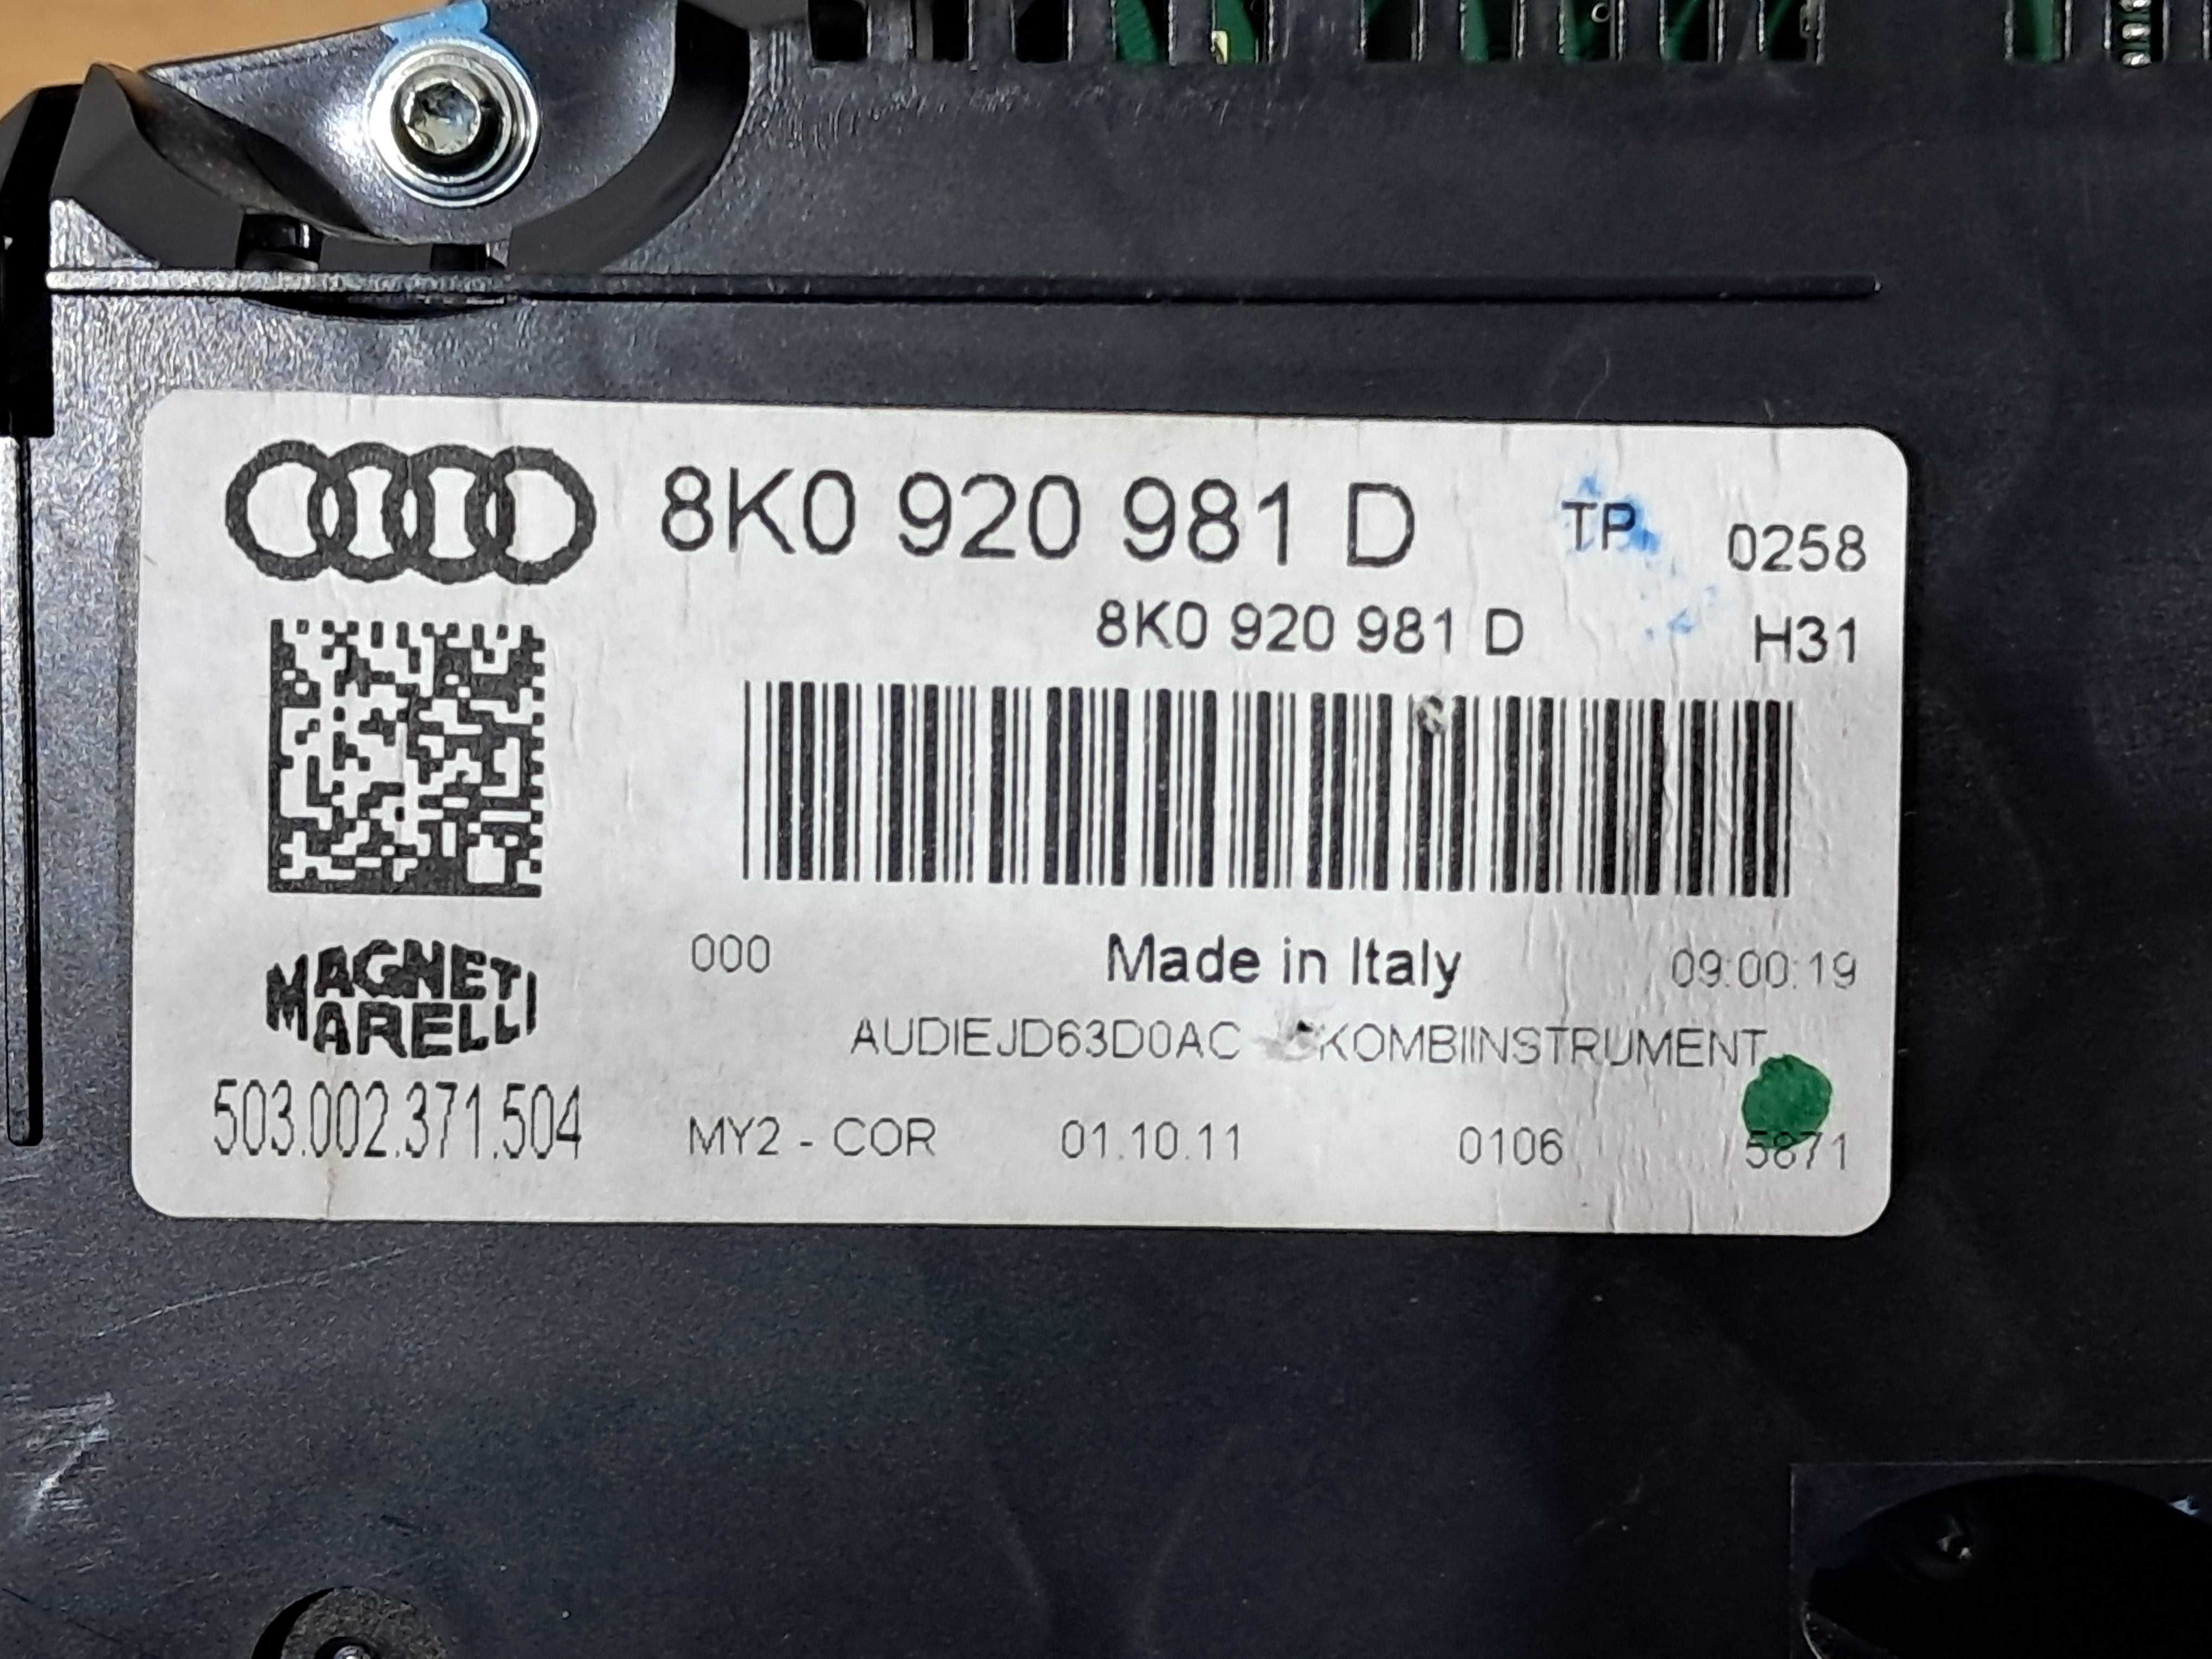 8K0 920 981 D TP 0258
8K0 920 981 D H31
000 Made in Italy 09:00:19
MAGNETI
MARELLI
AUDIEJD63D0AC KOMBIINSTRUMENT
503.002.371.504 MY2 - COR 01.10.11 0106 5871